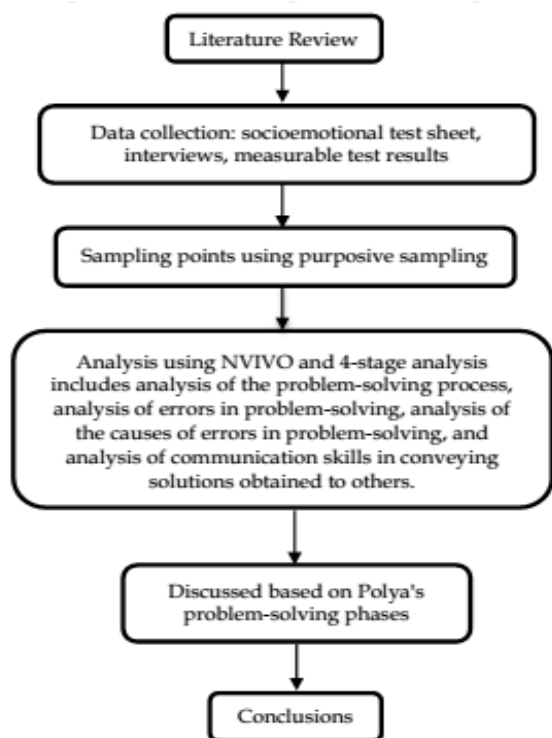 Literature Review
Data collection: socioemotional test sheet,
interviews, measurable test results
Sampling points using purposive sampling
Analysis using NVIVO and 4-stage analysis
includes analysis of the problem-solving process,
analysis of errors in problem-solving, analysis of
the causes of errors in problem-solving, and
analysis of communication skills in conveying
solutions obtained to others.
Discussed based on Polya's
problem-solving phases
Conclusions